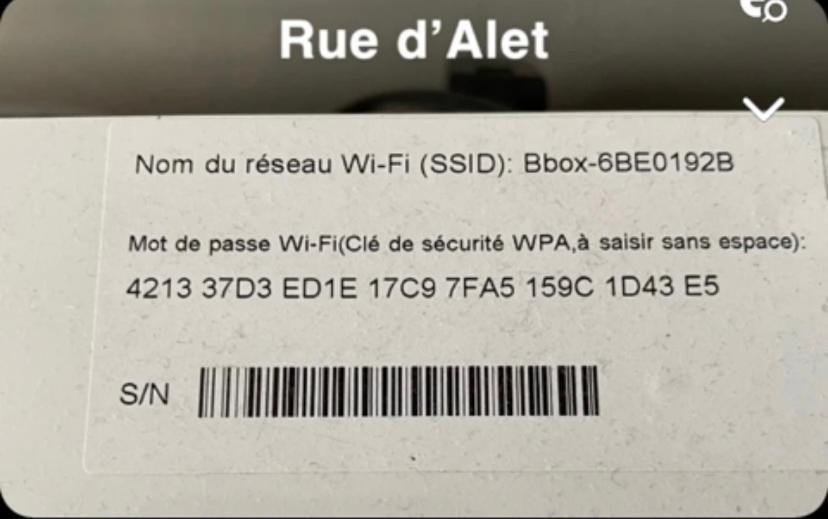 Rue d’Alet
Nom du réseau Wi-Fi (SSID): Bbox-6BE0192B
Mot de passe Wi-Fi(Clé de sécurité WPA,à saisir sans espace):
4213 37D3 ED1E 17C9 7FA5 159C 1D43 E5
S/N